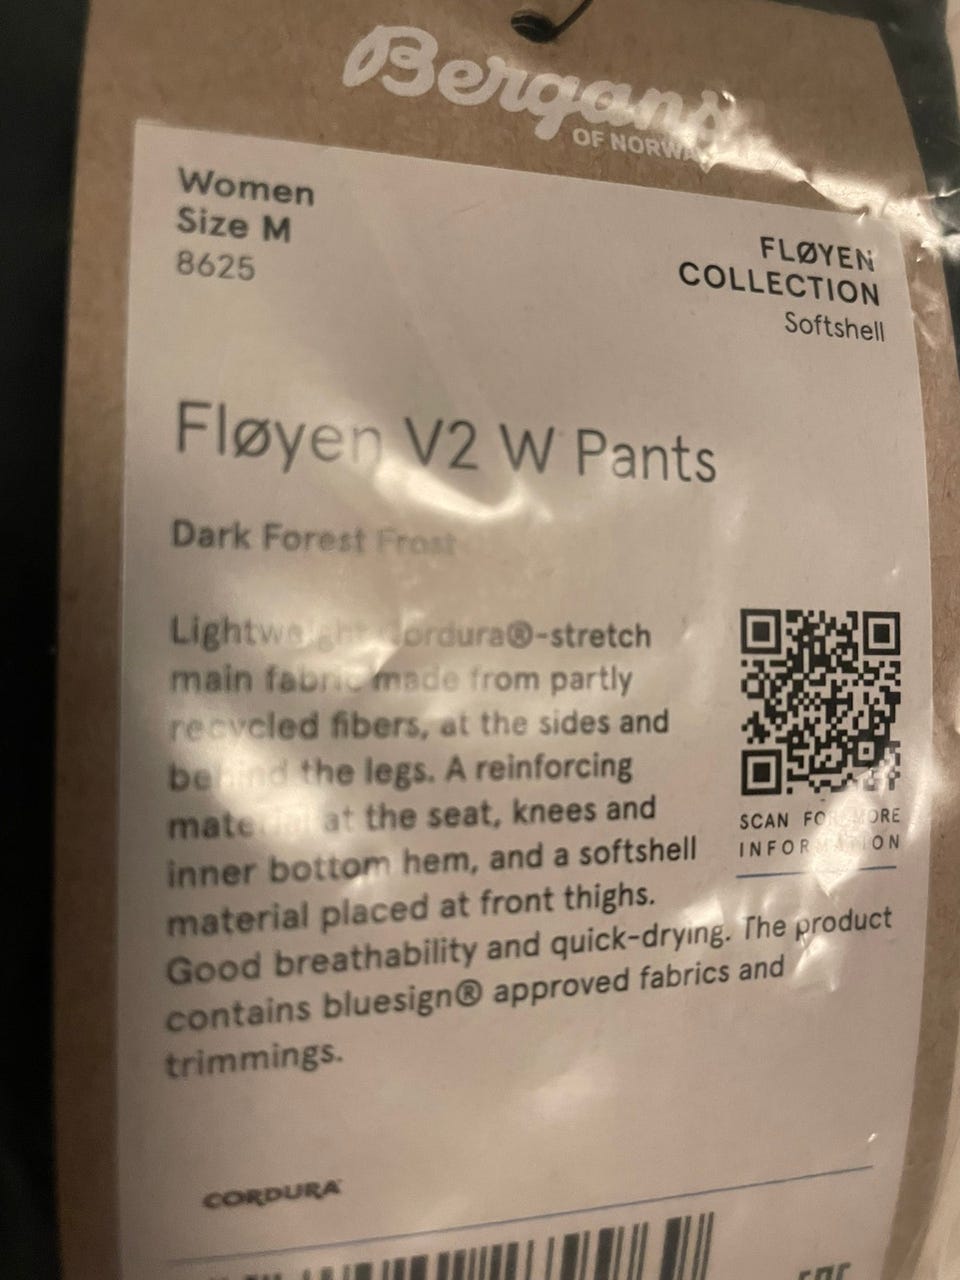 Bergans
OF NORWAY
Women
Size M
8625
FLØYEN
COLLECTION
Softshell
Fløyen V2 W Pants
Dark Forest Frost
Lightweight Cordura®-stretch
main fabric made from partly
recycled fibers, at the sides and
behind the legs. A reinforcing
material at the seat, knees and
inner bottom hem, and a softshell
material placed at front thighs.
Good breathability and quick-drying. The product
contains bluesign® approved fabrics and
trimmings.
SCAN FOR MORE
INFORMATION
CORDURA